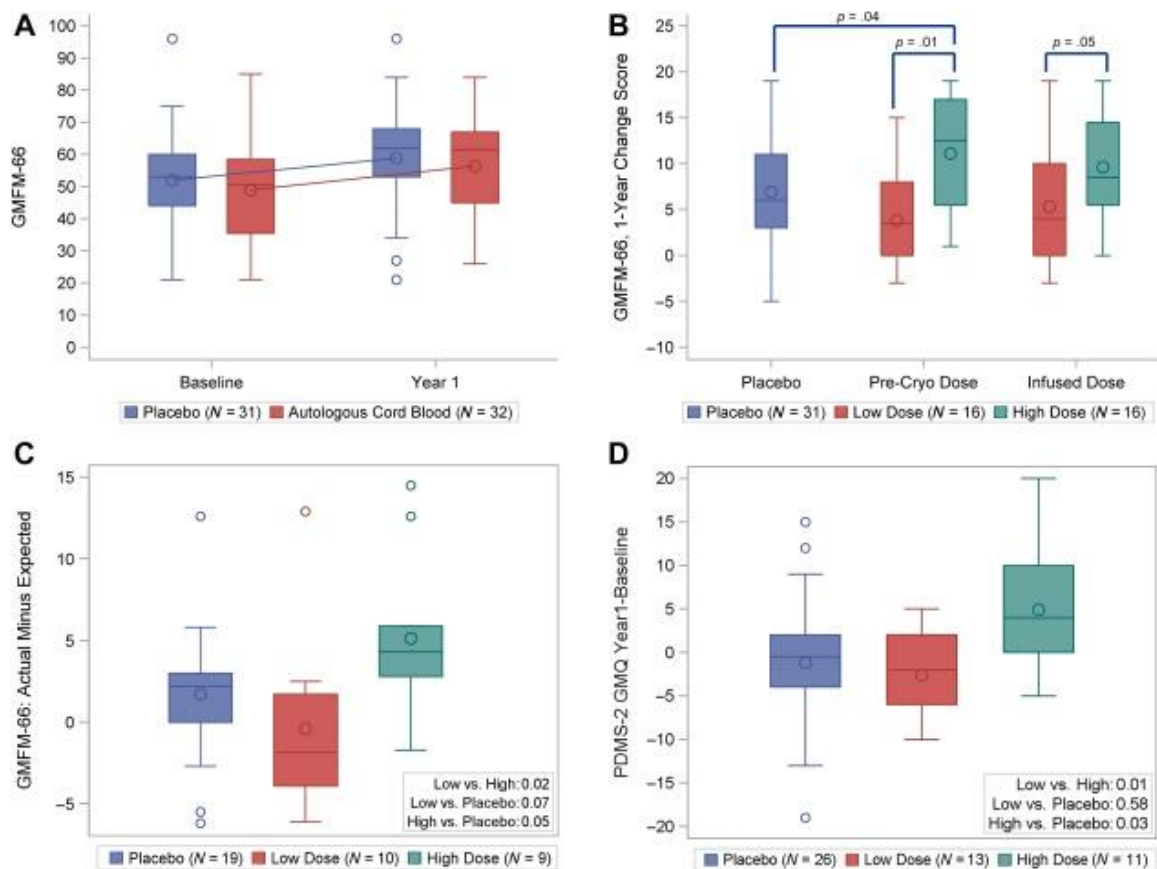 A
GMFM-66
100
90
80
70
60
50
40
30
20
10
0
Baseline
Year 1
Placebo (N = 31)
Autologous Cord Blood (N = 32)
B
GMFM-66, 1-Year Change Score
25
20
15
10
5
0
−5
−10
p = .04
p = .01
p = .05
Placebo
Pre-Cryo Dose
Infused Dose
Placebo (N = 31)
Low Dose (N = 16)
High Dose (N = 16)
C
GMFM-66: Actual Minus Expected
15
10
5
0
−5
Low vs. High: 0.02
Low vs. Placebo: 0.07
High vs. Placebo: 0.05
Placebo (N = 19)
Low Dose (N = 10)
High Dose (N = 9)
D
PDMS-2 GMQ Year1-Baseline
20
15
10
5
0
−5
−10
−15
−20
Low vs. High: 0.01
Low vs. Placebo: 0.58
High vs. Placebo: 0.03
Placebo (N = 26)
Low Dose (N = 13)
High Dose (N = 11)